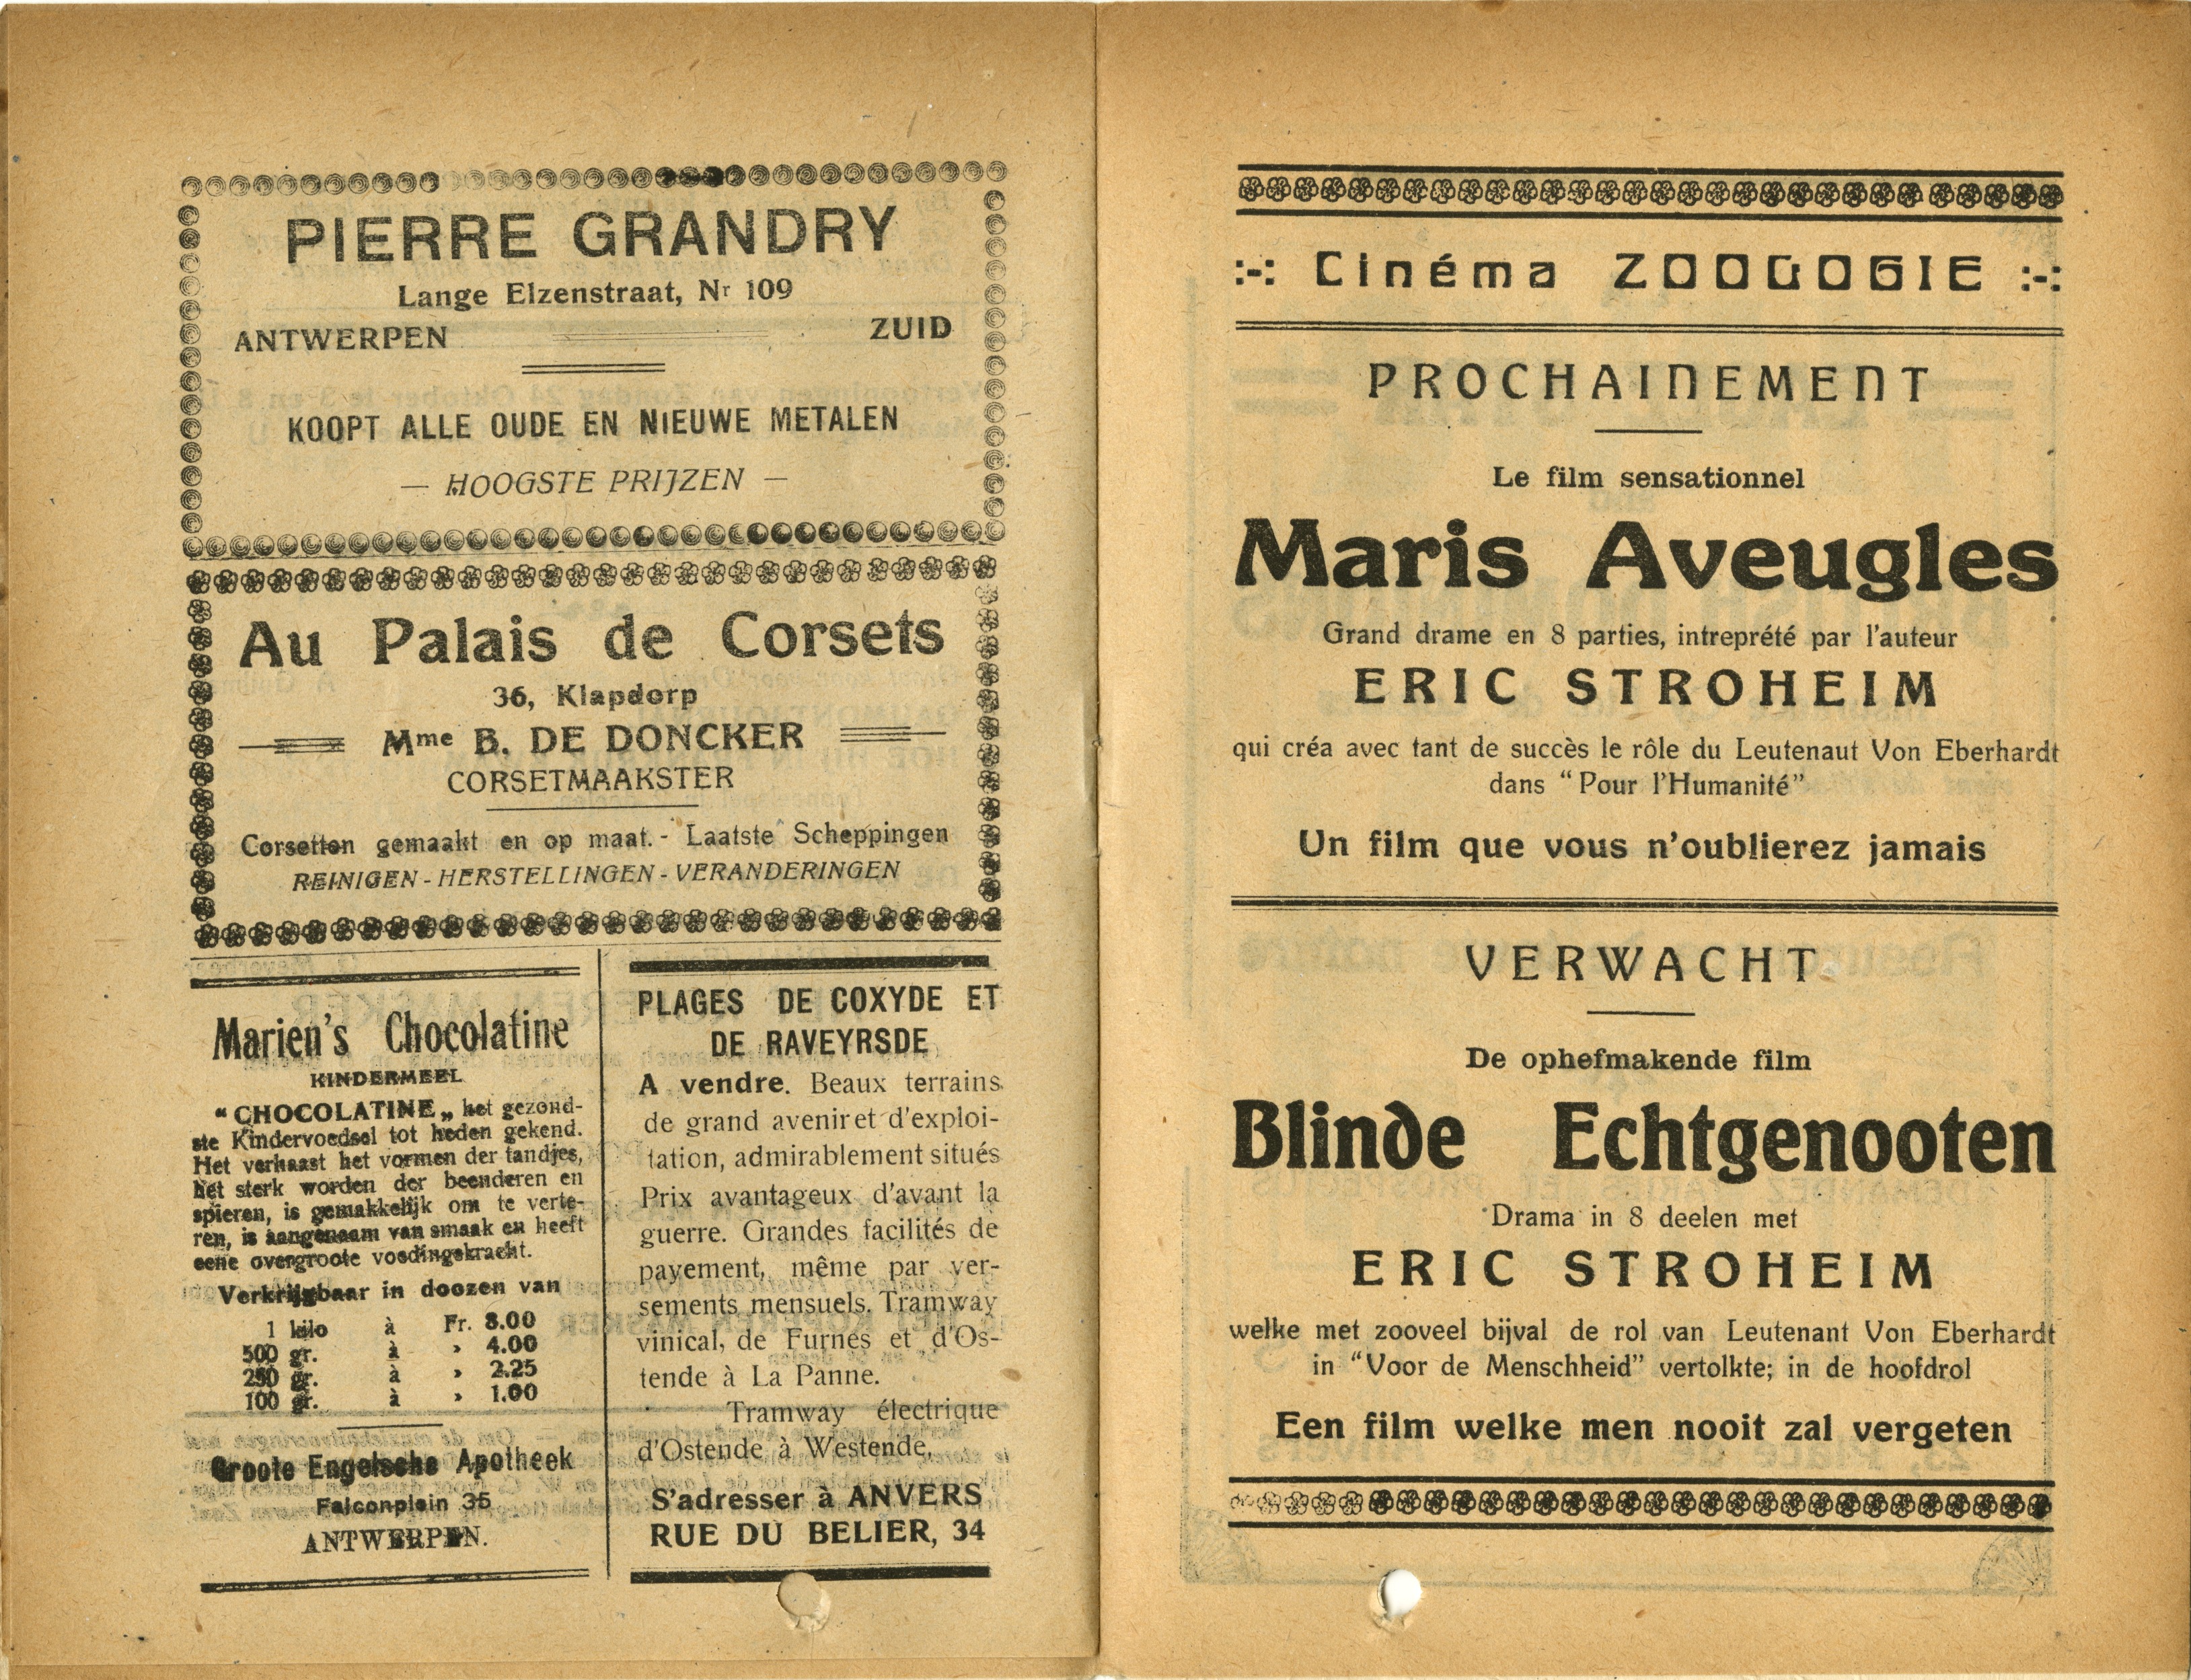 PIERRE GRANDRY
Lange Elzenstraat, Nr 109
ANTWERPEN ZUID
KOOPT ALLE OUDE EN NIEUWE METALEN
— HOOGSTE PRIJZEN —
Au Palais de Corsets
36, Klapdorp
Mme B. DE DONCKER
CORSETMAAKSTER
Corsetten gemaakt en op maat. - Laatste Scheppingen
REINIGEN - HERSTELLINGEN - VERANDERINGEN
Marien's Chocolatine
KINDERMEEL
“CHOCOLATINE„ het gezond-
ste Kindervoedsel tot heden gekend.
Het verhaast het vormen der tandjes,
het sterk worden der beenderen en
spieren, is gemakkelijk om te verte-
ren, is aangenaam van smaak en heeft
eene overgroote voedingskracht.
Verkrijgbaar in doozen van
1 kilo à Fr. 8.00
500 gr. à » 4.00
250 gr. à » 2.25
100 gr. à » 1.00
Groote Engelsche Apotheek
Falconplein 35
ANTWERPEN.
PLAGES DE COXYDE ET
DE RAVEYRSDE
A vendre. Beaux terrains
de grand avenir et d'exploi-
tation, admirablement situés
Prix avantageux d'avant la
guerre. Grandes facilités de
payement, même par ver-
sements mensuels. Tramway
vinical, de Furnes et d'Os-
tende à La Panne.
Tramway électrique
d'Ostende à Westende,
S'adresser à ANVERS
RUE DU BELIER, 34
:-: Cinéma ZOOLOGIE :-:
PROCHAINEMENT
Le film sensationnel
Maris Aveugles
Grand drame en 8 parties, intreprété par l'auteur
ERIC STROHEIM
qui créa avec tant de succès le rôle du Leutenaut Von Eberhardt
dans “Pour l'Humanité”
Un film que vous n'oublierez jamais
VERWACHT
De ophefmakende film
Blinde Echtgenooten
Drama in 8 deelen met
ERIC STROHEIM
welke met zooveel bijval de rol van Leutenant Von Eberhardt
in “Voor de Menschheid” vertolkte; in de hoofdrol
Een film welke men nooit zal vergeten